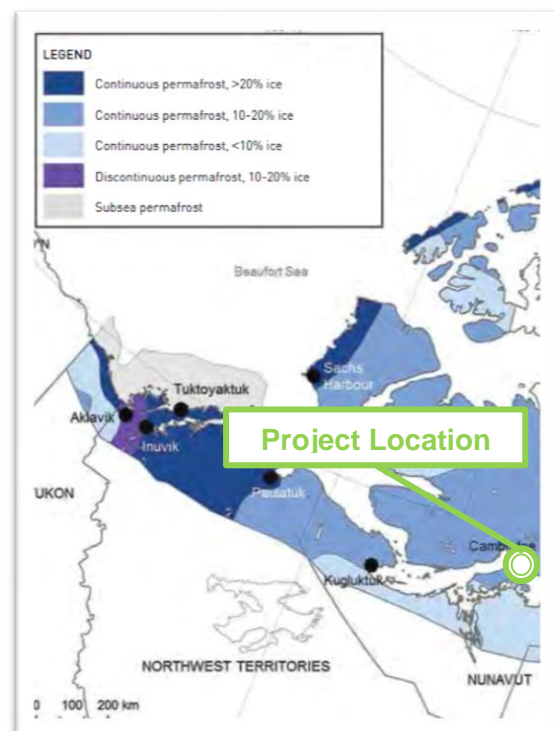 LEGEND
Continuous permafrost, >20% ice
Continuous permafrost, 10-20% ice
Continuous permafrost, <10% ice
Discontinuous permafrost, 10-20% ice
Subsea permafrost
Beaufort Sea
Sachs
Harbour
Tuktoyaktuk
Aklavik
Inuvik
Project Location
UKON
Paulatuk
Kugluktuk
NORTHWEST TERRITORIES
NUNAVUT
0 100 200 km